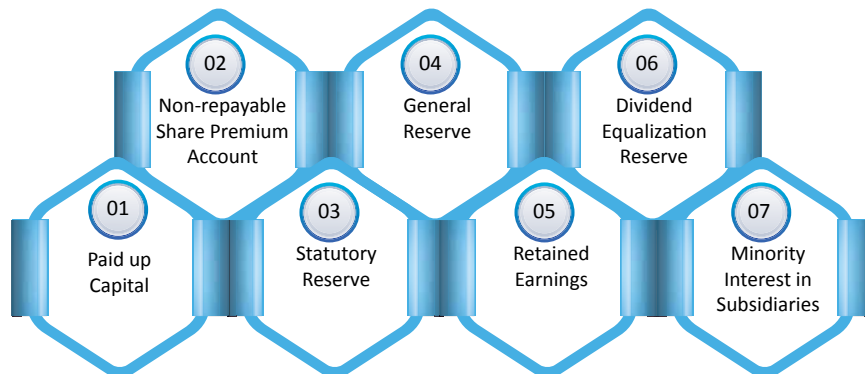 01
Paid up
Capital
02
Non-repayable
Share Premium
Account
03
Statutory
Reserve
04
General
Reserve
05
Retained
Earnings
06
Dividend
Equalization
Reserve
07
Minority
Interest in
Subsidiaries